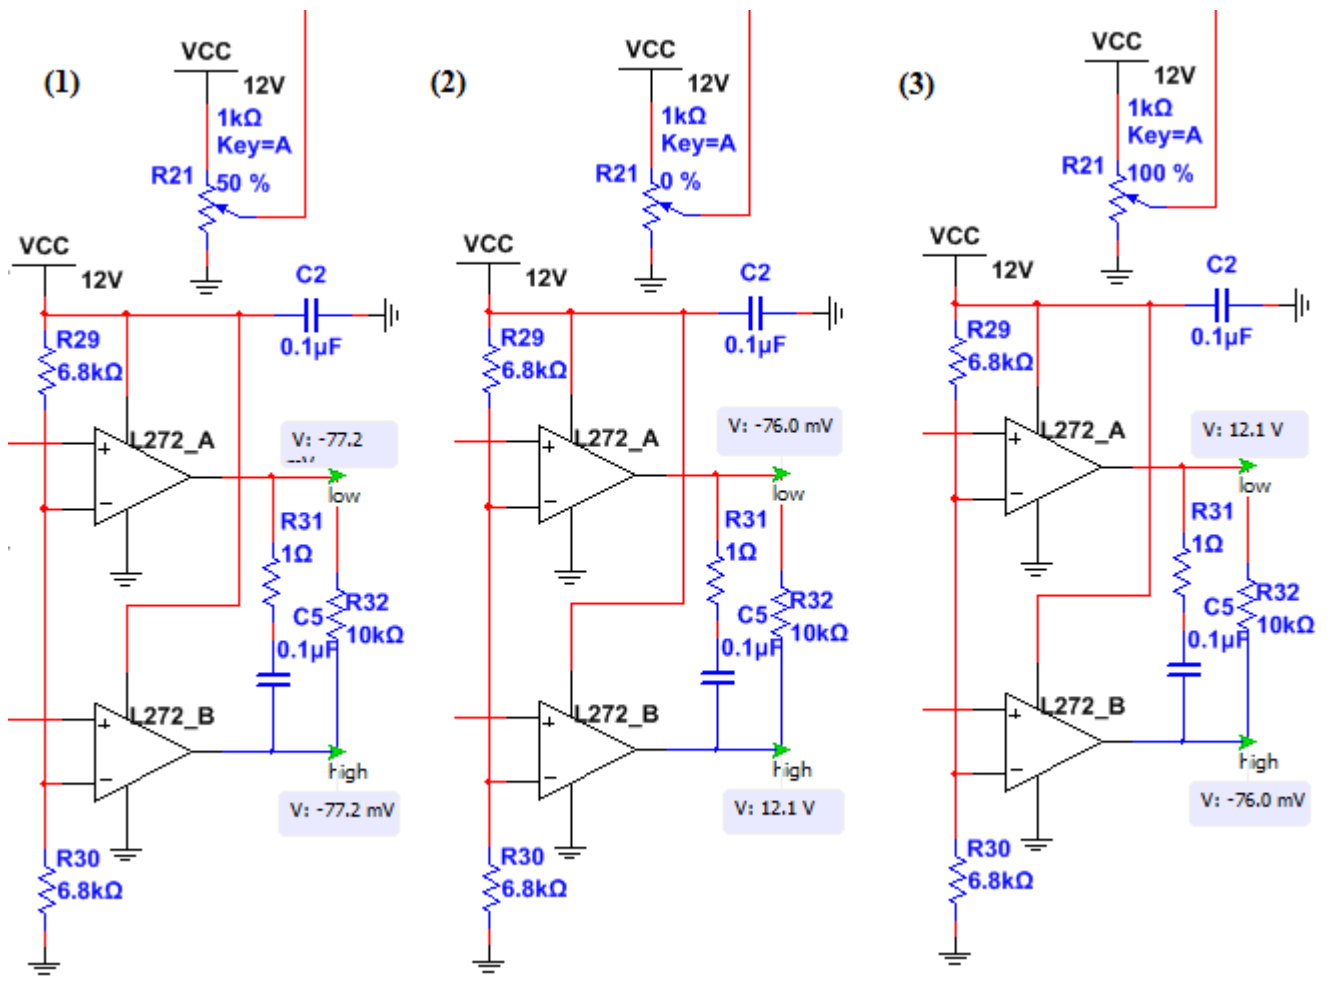 (1)
VCC
12V
1kΩ
Key=A
R21
50 %
VCC
12V
C2
0.1µF
R29
6.8kΩ
+
L272_A
−
V: -77.2
low
R31
1Ω
C5
0.1µF
R32
10kΩ
+
L272_B
−
high
V: -77.2 mV
R30
6.8kΩ
(2)
VCC
12V
1kΩ
Key=A
R21
0 %
VCC
12V
C2
0.1µF
R29
6.8kΩ
+
L272_A
−
V: -76.0 mV
low
R31
1Ω
C5
0.1µF
R32
10kΩ
+
L272_B
−
high
V: 12.1 V
R30
6.8kΩ
(3)
VCC
12V
1kΩ
Key=A
R21
100 %
VCC
12V
C2
0.1µF
R29
6.8kΩ
+
L272_A
−
V: 12.1 V
low
R31
1Ω
C5
0.1µF
R32
10kΩ
+
L272_B
−
high
V: -76.0 mV
R30
6.8kΩ